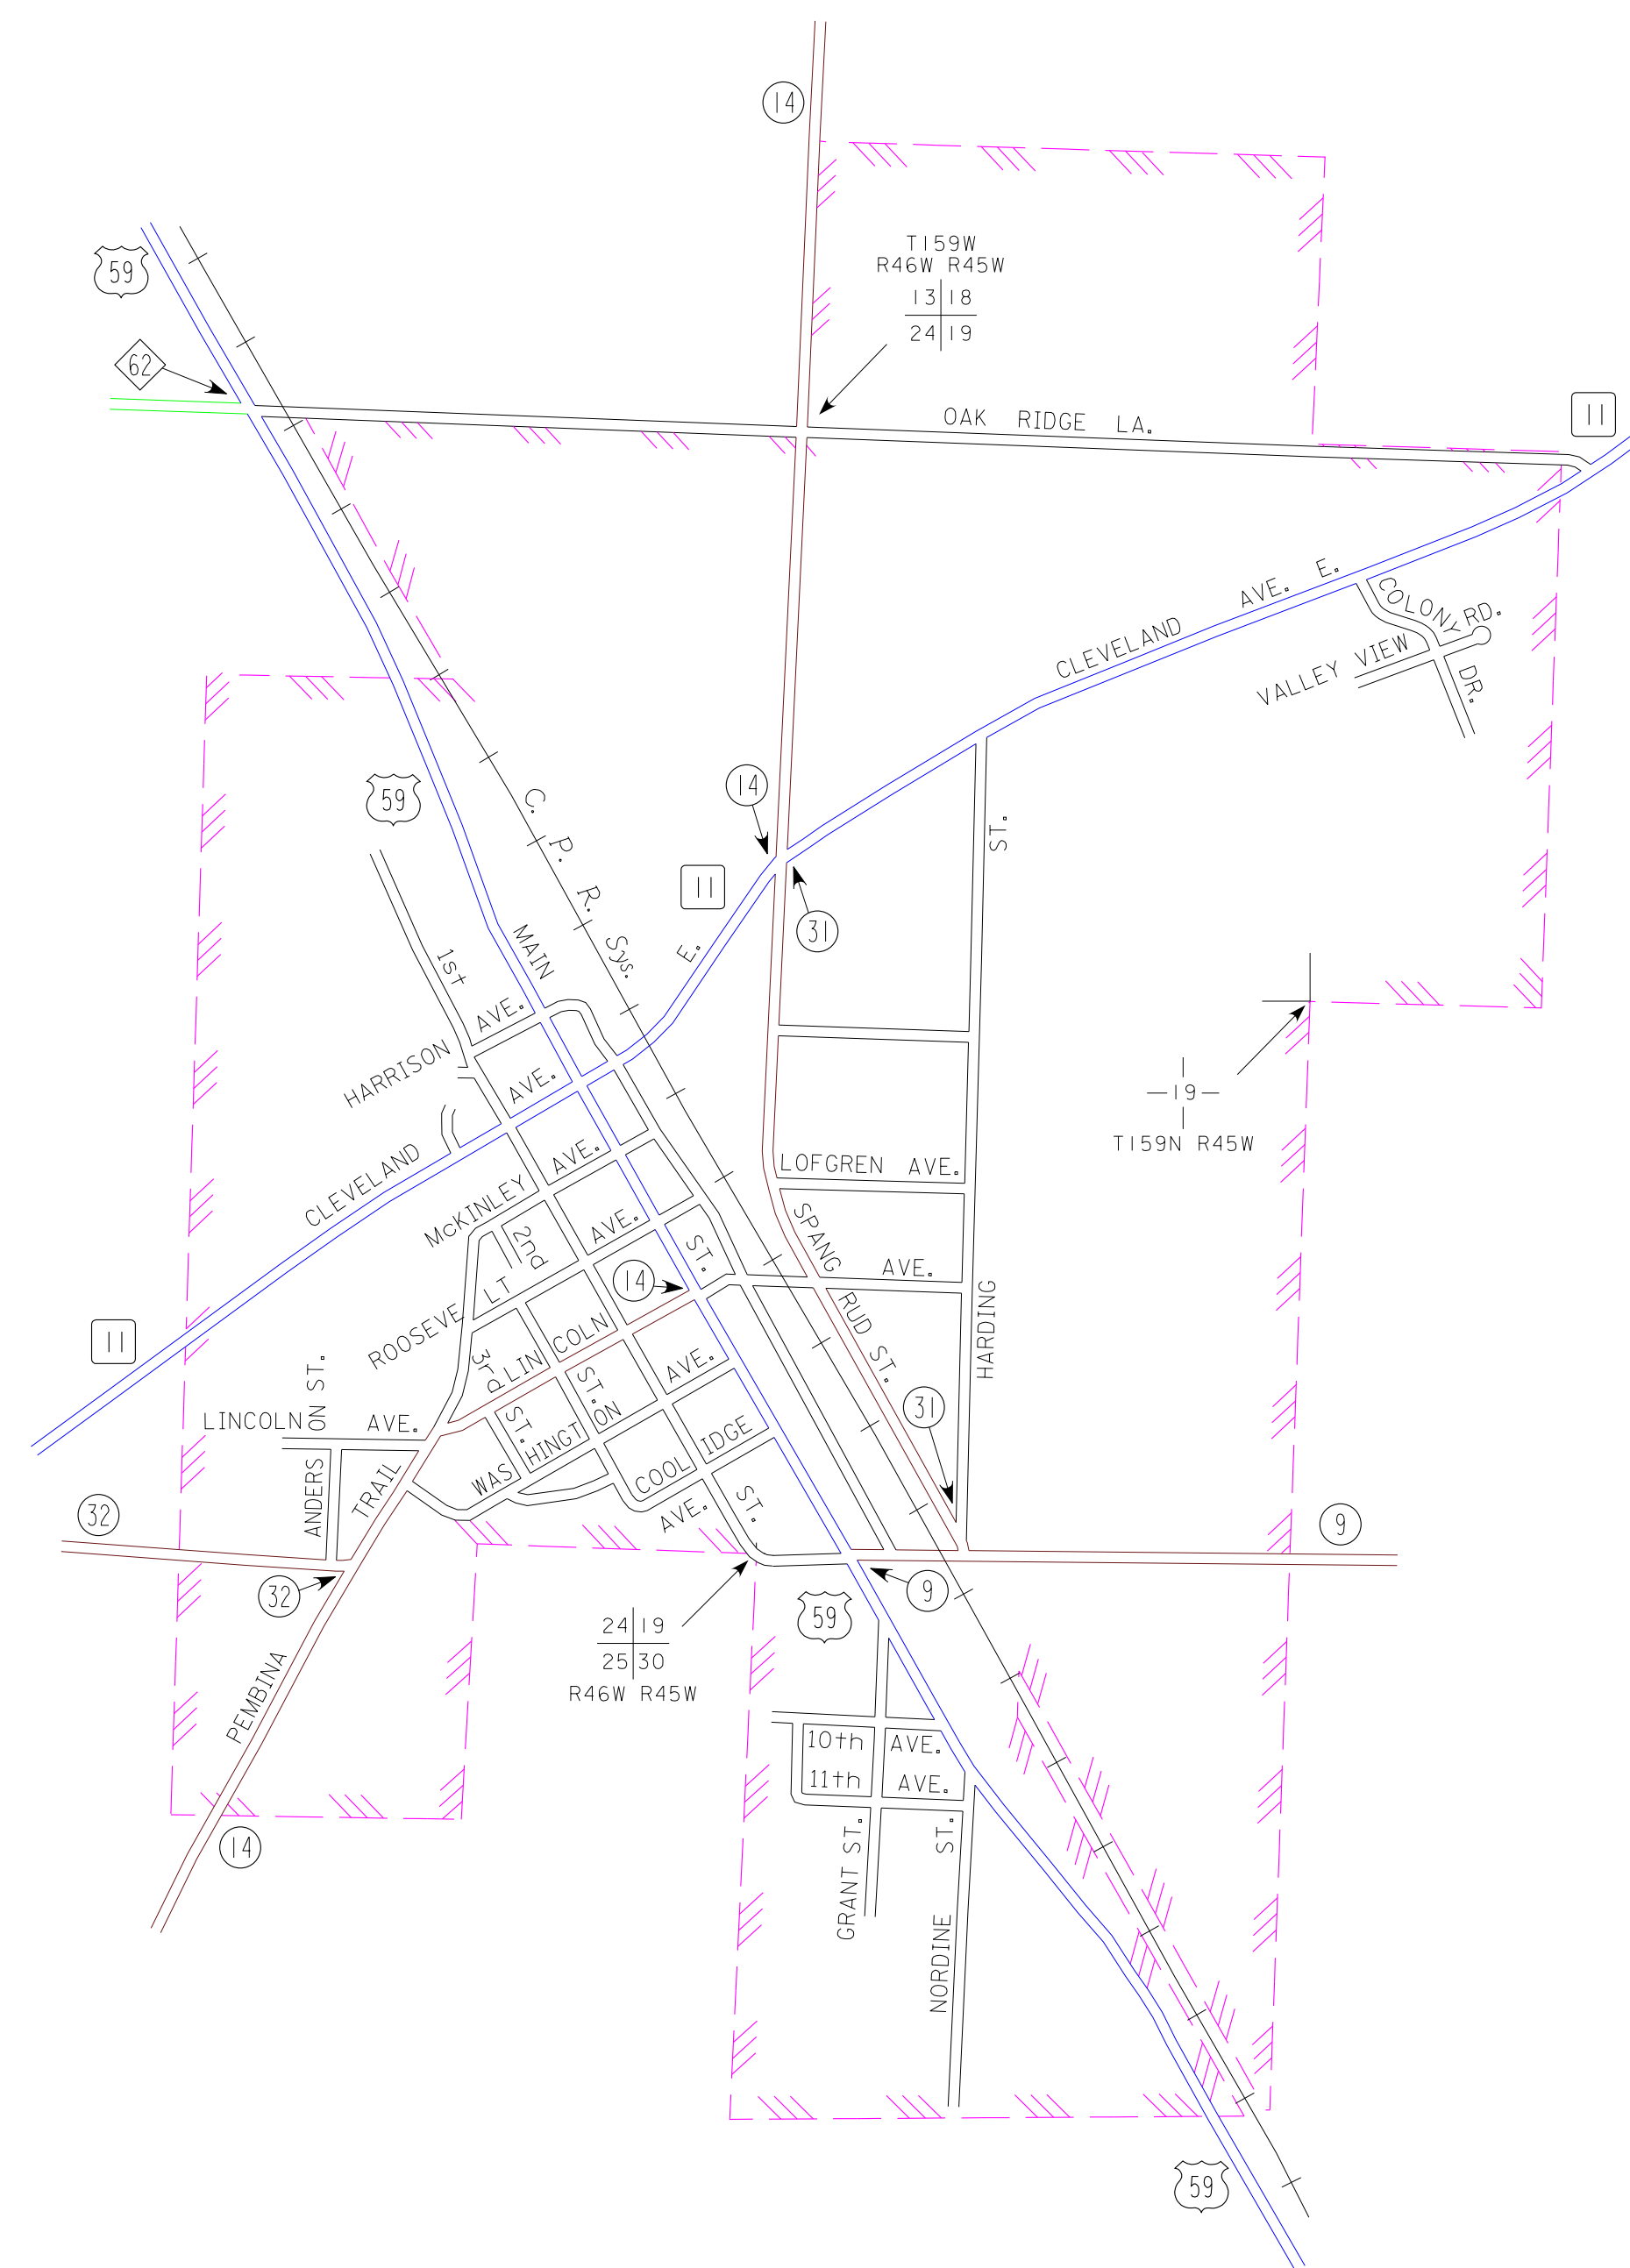 14
59
T159W
R46W R45W
13 18
24 19
62
OAK RIDGE LA.
11
CLEVELAND AVE. E.
COLONY DR.
VALLEY VIEW RD.
59
14
C. P. R. Sys.
11
E.
31
MAIN ST.
1st ST.
HARRISON AVE.
ST.
19
T159N R45W
CLEVELAND AVE.
McKINLEY AVE.
2nd ST.
LOFGREN AVE.
SPANGRUD ST.
AVE.
ROOSEVELT AVE.
14
HARDING
11
3rd ST.
LINCOLN
LINCOLN AVE.
ANDERSON ST.
WASHINGTON AVE.
COOLIDGE AVE.
31
32
TRAIL
9
32
9
59
24 19
25 30
R46W R45W
PEMBINA
10th AVE.
11th AVE.
14
GRANT ST.
NORDINE ST.
59